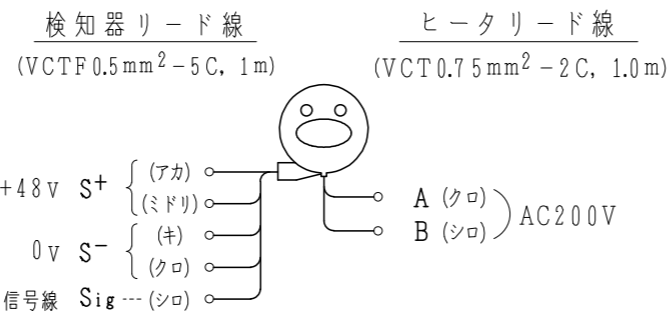 検知器リード線
(VCTF0.5mm²-5C, 1m)
ヒータリード線
(VCT0.75mm²-2C, 1.0m)
+48v S⁺ (アカ)
(ミドリ)
0v S⁻ (キ)
(クロ)
信号線 Sig --- (シロ)
A (クロ)
B (シロ)
AC200V